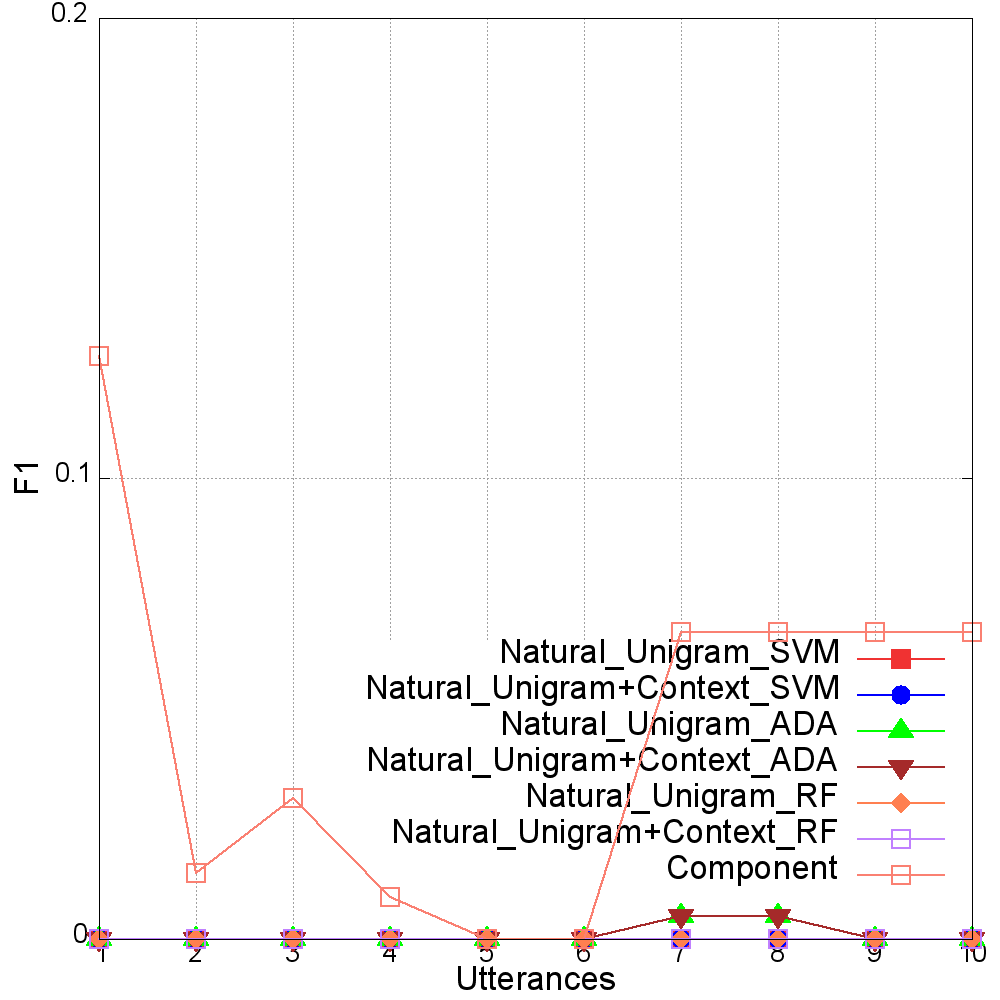 0.2
0.1
0
F1
Natural_Unigram_SVM
Natural_Unigram+Context_SVM
Natural_Unigram_ADA
Natural_Unigram+Context_ADA
Natural_Unigram_RF
Natural_Unigram+Context_RF
Component
1 2 3 4 5 6 7 8 9 10
Utterances